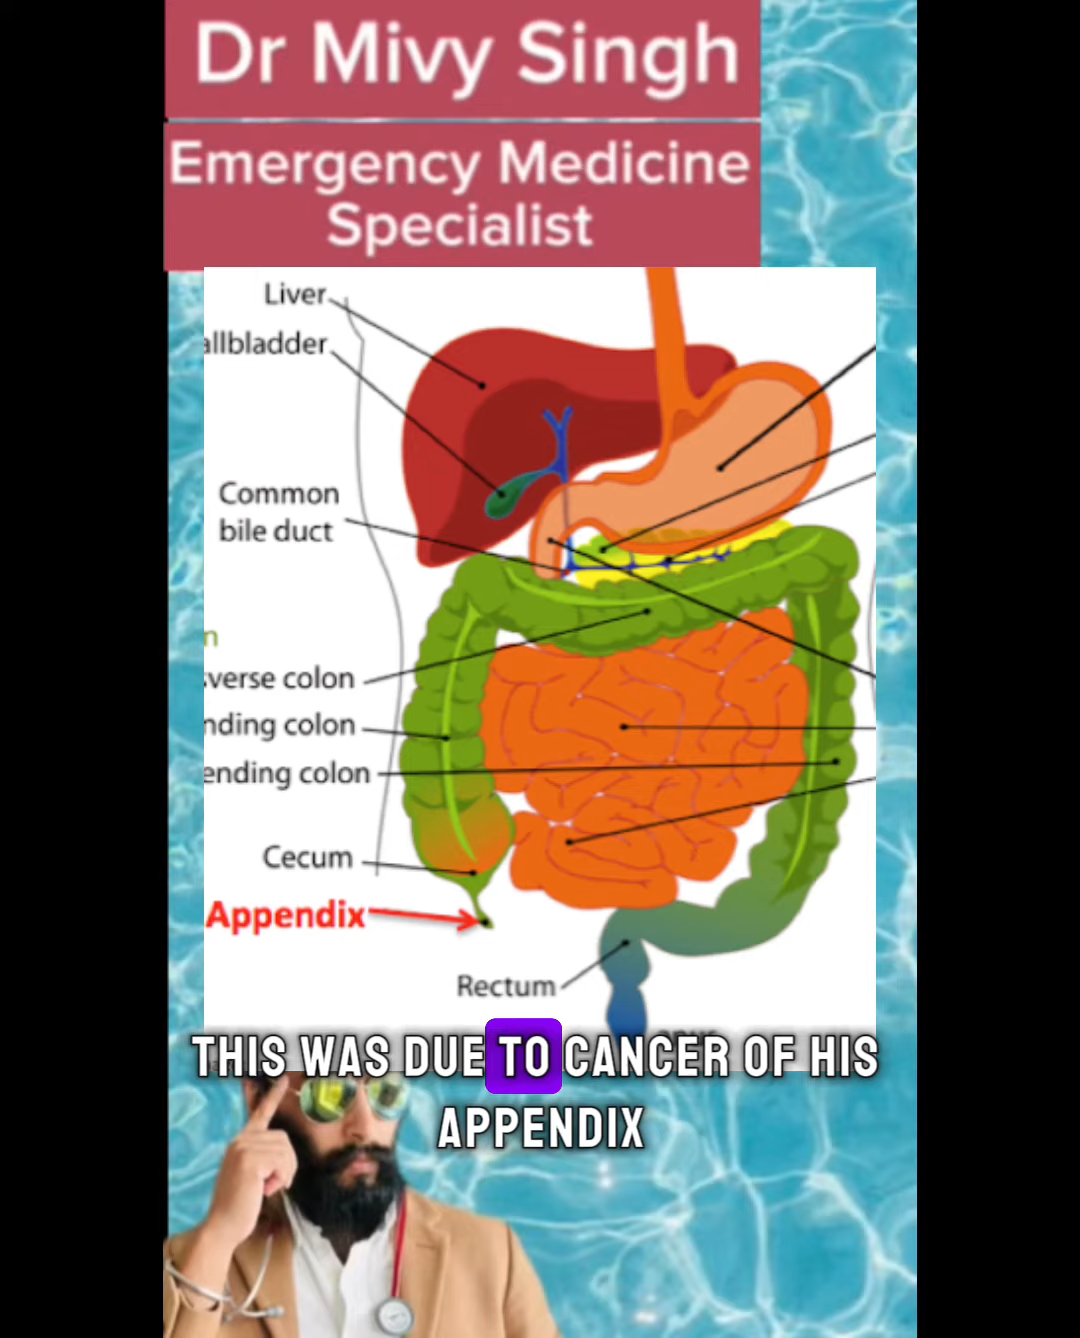 Dr Mivy Singh
Emergency Medicine
Specialist
Liver
allbladder
Common
bile duct
n
verse colon
nding colon
ending colon
Cecum
Appendix
Rectum
THIS WAS DUE TO CANCER OF HIS
APPENDIX